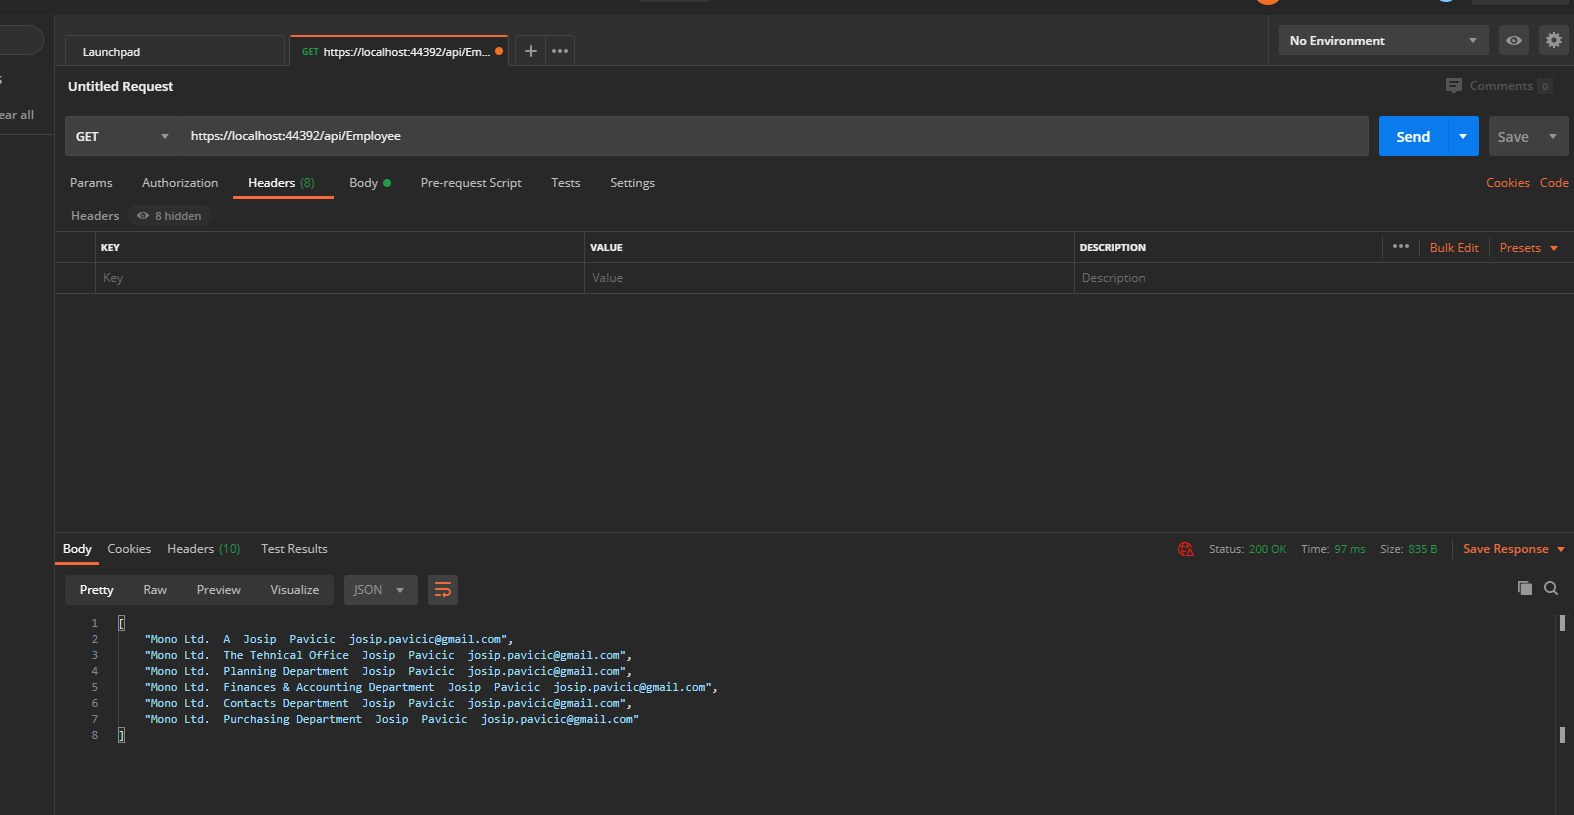 Launchpad
GET https://localhost:44392/api/Em...
No Environment
ear all
Untitled Request
Comments 0
GET https://localhost:44392/api/Employee
Send
Save
Params Authorization Headers (8) Body Pre-request Script Tests Settings
Cookies Code
Headers 8 hidden
KEY VALUE DESCRIPTION
Bulk Edit Presets
Key Value Description
Body Cookies Headers (10) Test Results
Status: 200 OK Time: 97 ms Size: 835 B Save Response
Pretty Raw Preview Visualize JSON
1 [
2 "Mono Ltd.  A  Josip  Pavicic  josip.pavicic@gmail.com",
3 "Mono Ltd.  The Tehnical Office  Josip  Pavicic  josip.pavicic@gmail.com",
4 "Mono Ltd.  Planning Department  Josip  Pavicic  josip.pavicic@gmail.com",
5 "Mono Ltd.  Finances & Accounting Department  Josip  Pavicic  josip.pavicic@gmail.com",
6 "Mono Ltd.  Contacts Department  Josip  Pavicic  josip.pavicic@gmail.com",
7 "Mono Ltd.  Purchasing Department  Josip  Pavicic  josip.pavicic@gmail.com"
8 ]